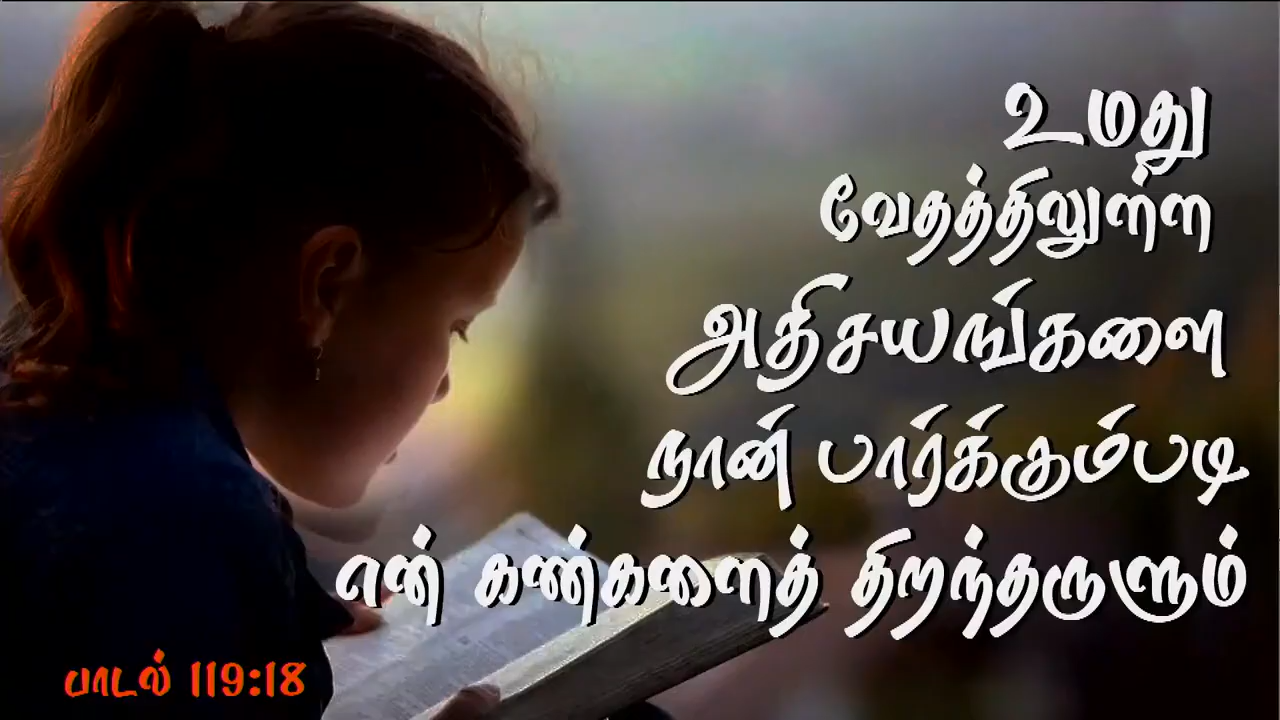 உமது
வேதத்திலுள்ள
அதிசயங்களை
நான் பார்க்கும்படி
என் கண்களைத் திறந்தருளும்
பாடல் 119:18